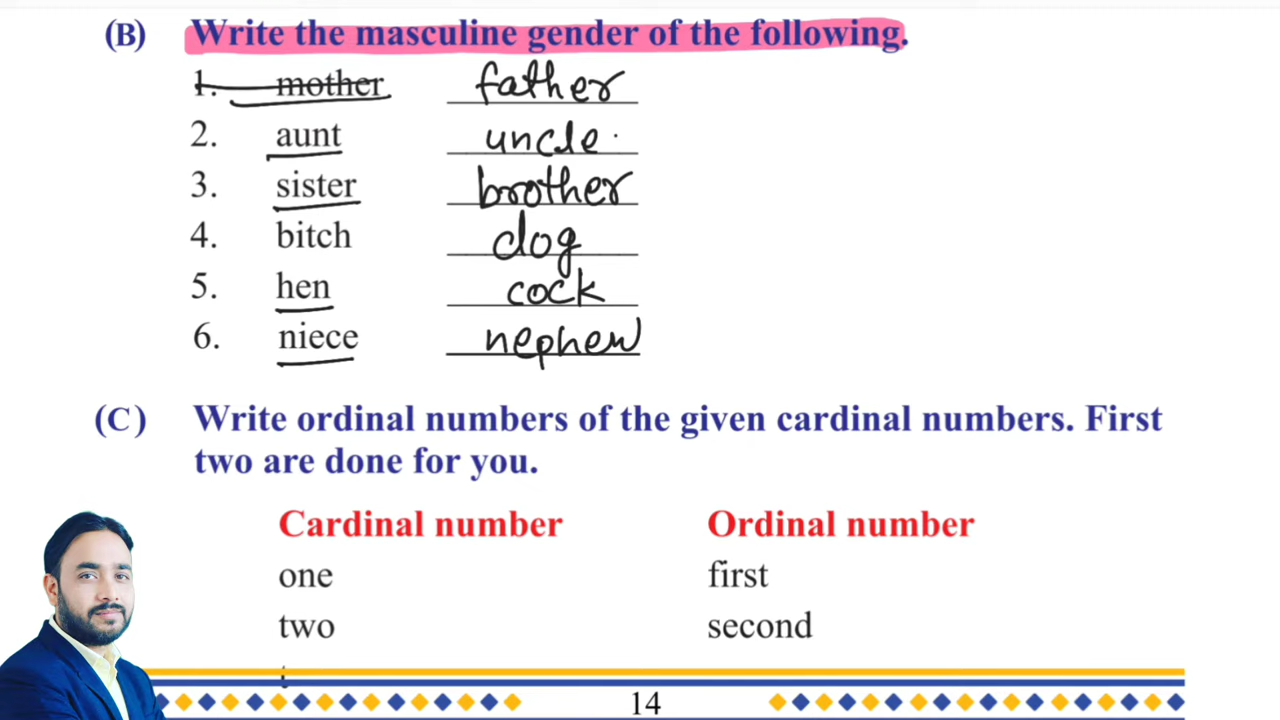 (B) Write the masculine gender of the following.
1. mother father
2. aunt uncle
3. sister brother
4. bitch dog
5. hen cock
6. niece nephew
(C) Write ordinal numbers of the given cardinal numbers. First
two are done for you.
Cardinal number Ordinal number
one first
two second
14